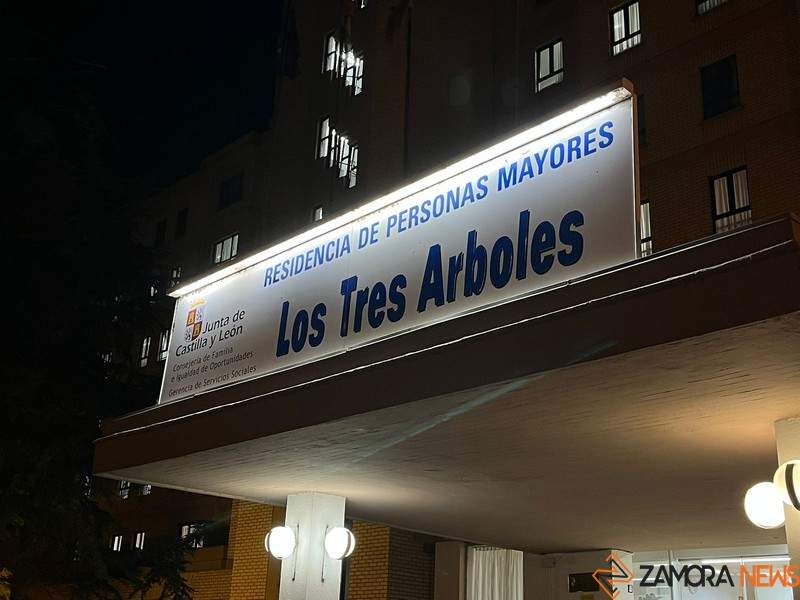 RESIDENCIA DE PERSONAS MAYORES
Los Tres Arboles
Junta de
Castilla y León
Consejería de Familia
e Igualdad de Oportunidades
Gerencia de Servicios Sociales
ZAMORA NEWS